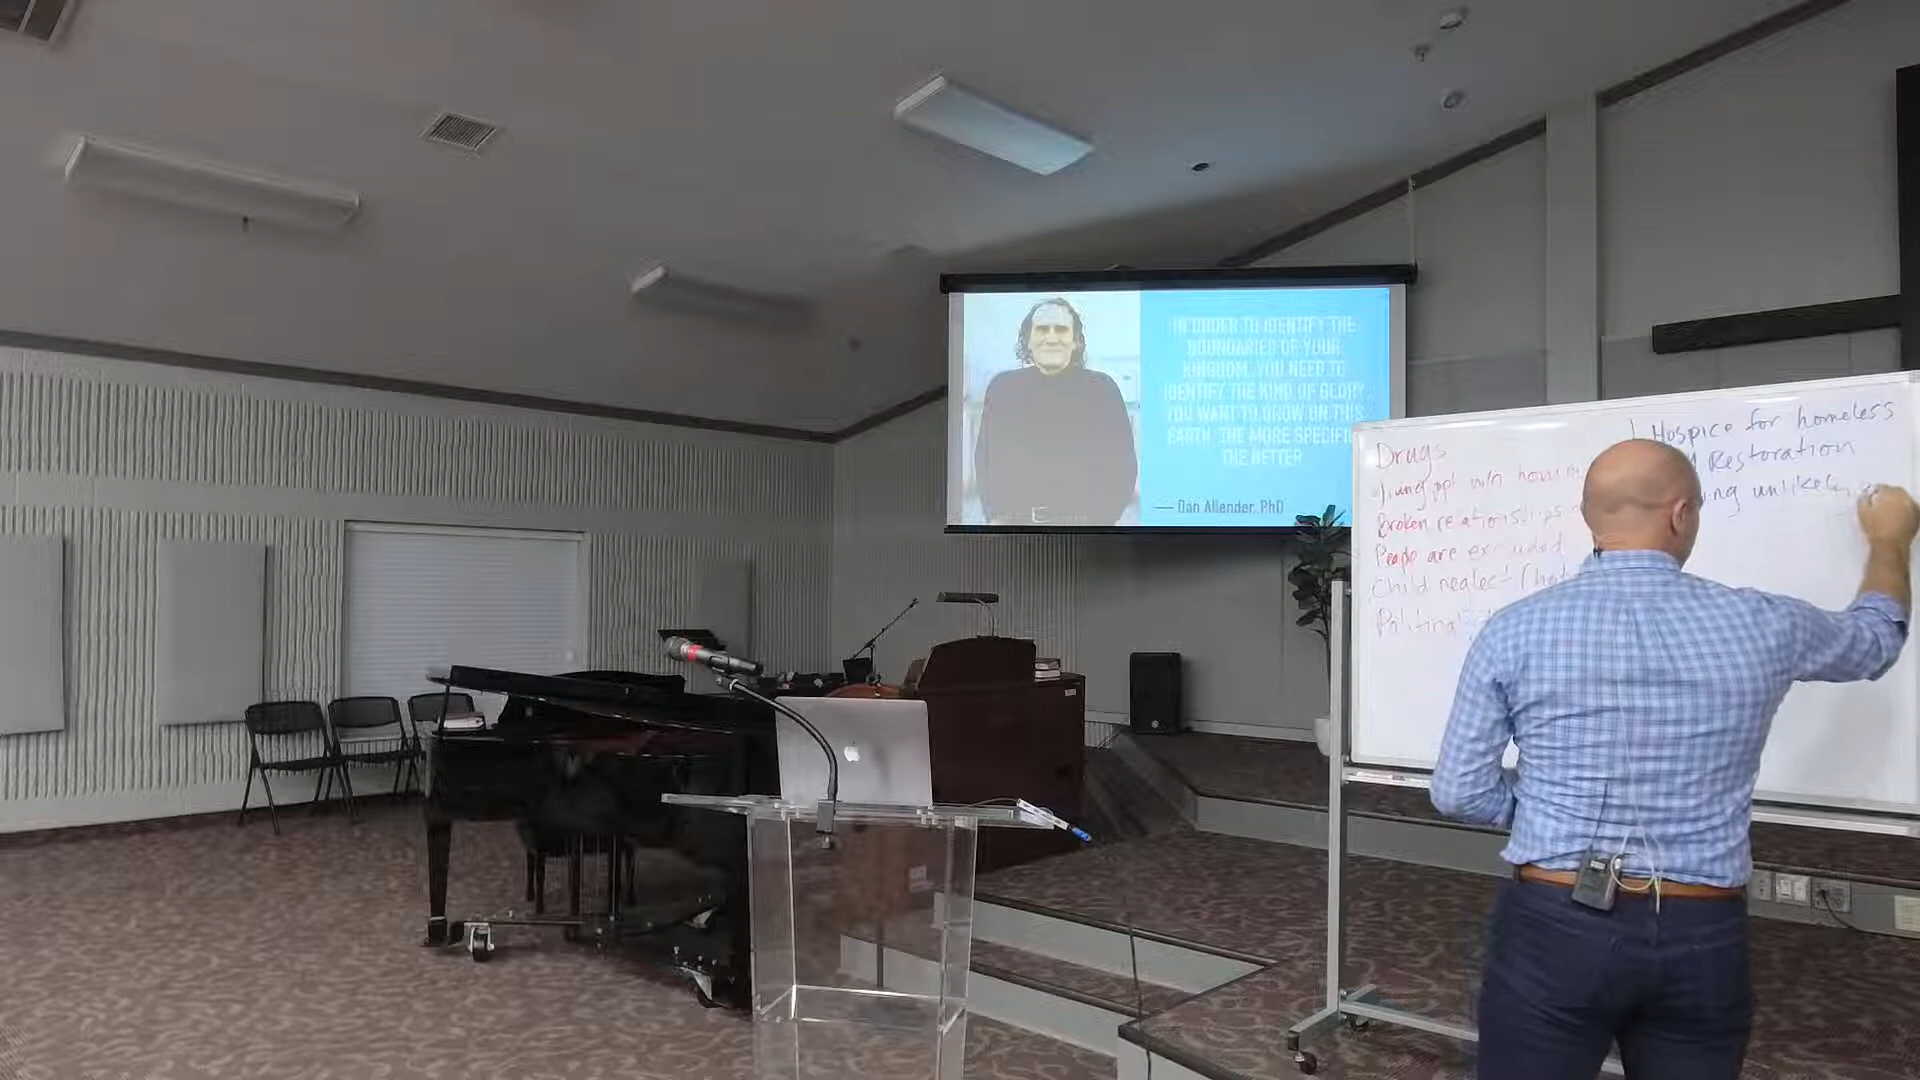 IN ORDER TO IDENTIFY THE
BOUNDARIES OF YOUR
KINGDOM, YOU NEED TO
IDENTIFY THE KIND OF GLORY
YOU WANT TO GROW ON THIS
EARTH. THE MORE SPECIFIC
THE BETTER
— Dan Allender, PhD
Drugs
Broken relationships
People are excluded
Child neglect
Hospice for homeless
Restoration
unlikely